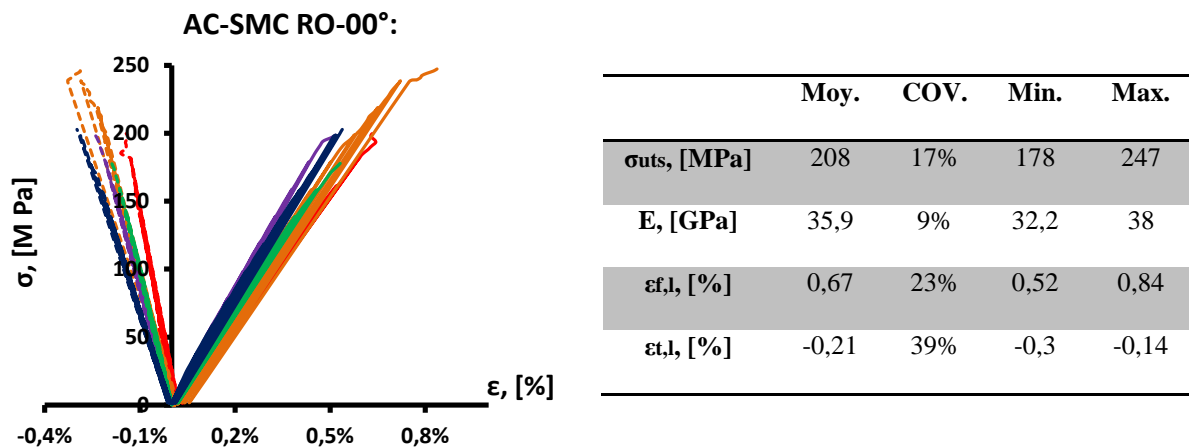 AC-SMC RO-00°:
σ, [M Pa]
250
200
150
100
50
0
-0,4% -0,1% 0,2% 0,5% 0,8%
ε, [%]
Moy. COV. Min. Max.
σuts, [MPa] 208 17% 178 247
E, [GPa] 35,9 9% 32,2 38
εf,l, [%] 0,67 23% 0,52 0,84
εt,l, [%] -0,21 39% -0,3 -0,14